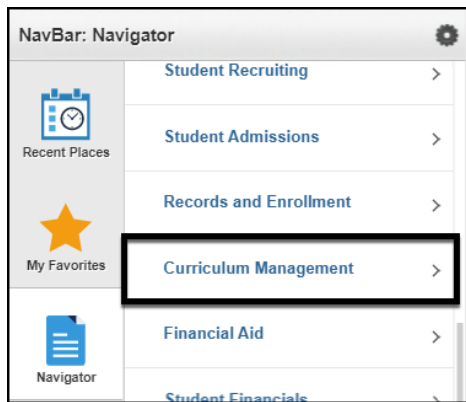 NavBar: Navigator
Recent Places
My Favorites
Navigator
Student Recruiting
Student Admissions
Records and Enrollment
Curriculum Management
Financial Aid
Student Financials